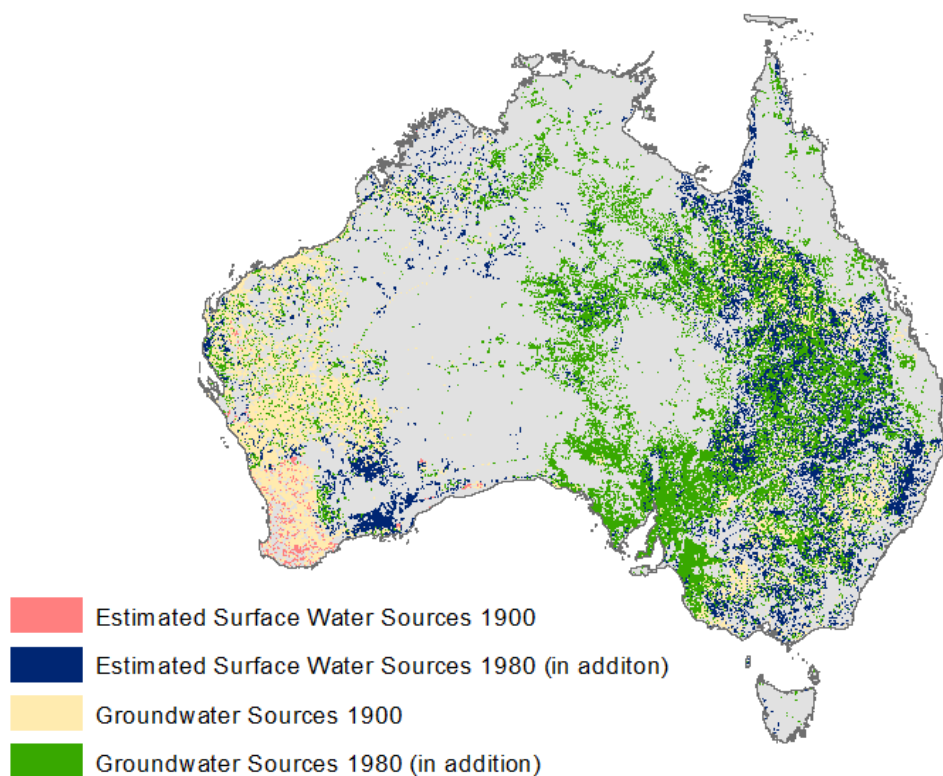 Estimated Surface Water Sources 1900
Estimated Surface Water Sources 1980 (in additon)
Groundwater Sources 1900
Groundwater Sources 1980 (in addition)